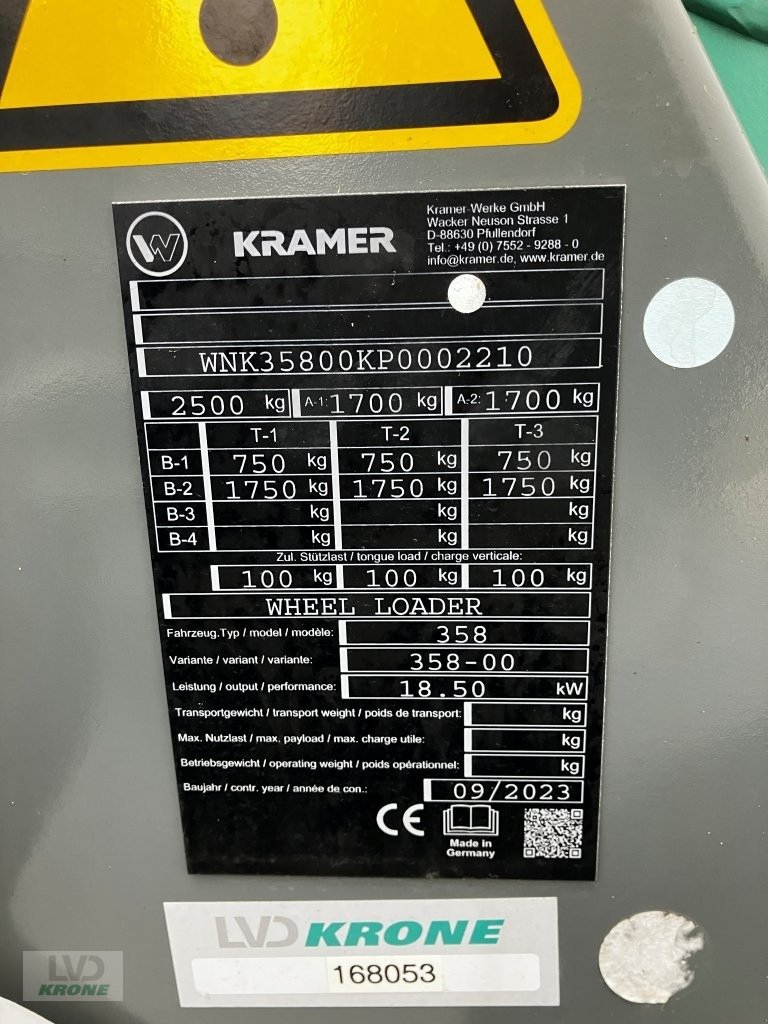 KRAMER
Kramer-Werke GmbH
Wacker Neuson Strasse 1
D-88630 Pfullendorf
Tel.: +49 (0) 7552 - 9288 - 0
info@kramer.de, www.kramer.de
WNK35800KP0002210
2500 kg A-1: 1700 kg A-2: 1700 kg
T-1 T-2 T-3
B-1 750 kg 750 kg 750 kg
B-2 1750 kg 1750 kg 1750 kg
B-3 kg kg kg
B-4 kg kg kg
Zul. Stützlast / tongue load / charge verticale:
100 kg 100 kg 100 kg
WHEEL LOADER
Fahrzeug.Typ / model / modèle: 358
Variante / variant / variante: 358-00
Leistung / output / performance: 18.50 kW
Transportgewicht / transport weight / poids de transport: kg
Max. Nutzlast / max. payload / max. charge utile: kg
Betriebsgewicht / operating weight / poids opérationnel: kg
Baujahr / contr. year / année de con.: 09/2023
CE
Made in
Germany
LVD KRONE
168053
LVD
KRONE